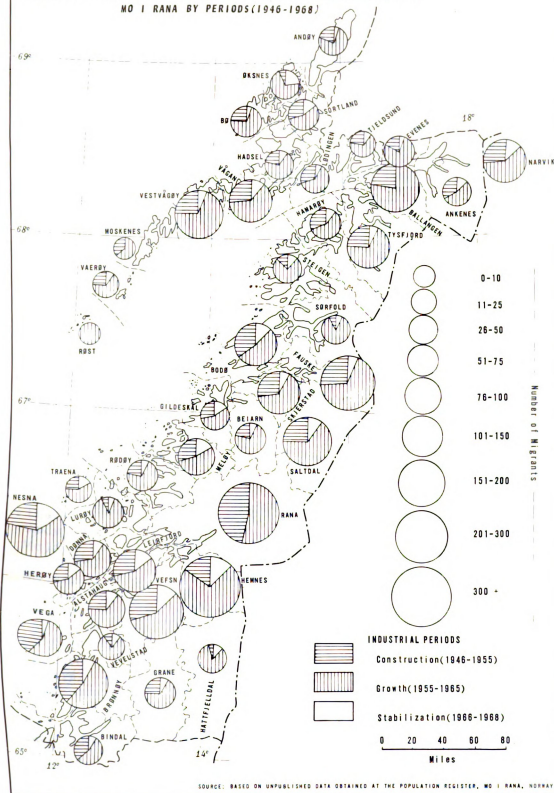 MO I RANA BY PERIODS(1946-1968)
ANDØY
69°
ØKSNES
SORTLAND
BØ
TJELDSUND
EVENES
18°
HADSEL
LØDINGEN
NARVIK
VÅGAN
VESTVÅGØY
ANKENES
BALLANGEN
HAMARØY
TYSFJORD
68°
MOSKENES
STEIGEN
VAERØY
0-10
11-25
SØRFOLD
26-50
RØST
51-75
FAUSKE
BODØ
76-100
SKJERSTAD
67°
GILDESKÅL
BEIARN
101-150
MELØY
SALTDAL
RØDØY
TRAENA
151-200
NESNA
LURØY
RANA
201-300
Number of Migrants
DØNNA
LEIRFJORD
HERØY
VEFSN
HEMNES
300 +
ALSTAHAUG
VEGA
INDUSTRIAL PERIODS
VEVELSTAD
Construction(1946-1955)
GRANE
HATTFJELLDAL
Growth(1955-1965)
BRØNNØY
Stabilization(1966-1968)
BINDAL
65°
12°
14°
0 20 40 60 80
Miles
SOURCE: BASED ON UNPUBLISHED DATA OBTAINED AT THE POPULATION REGISTER, MO I RANA, NORWAY